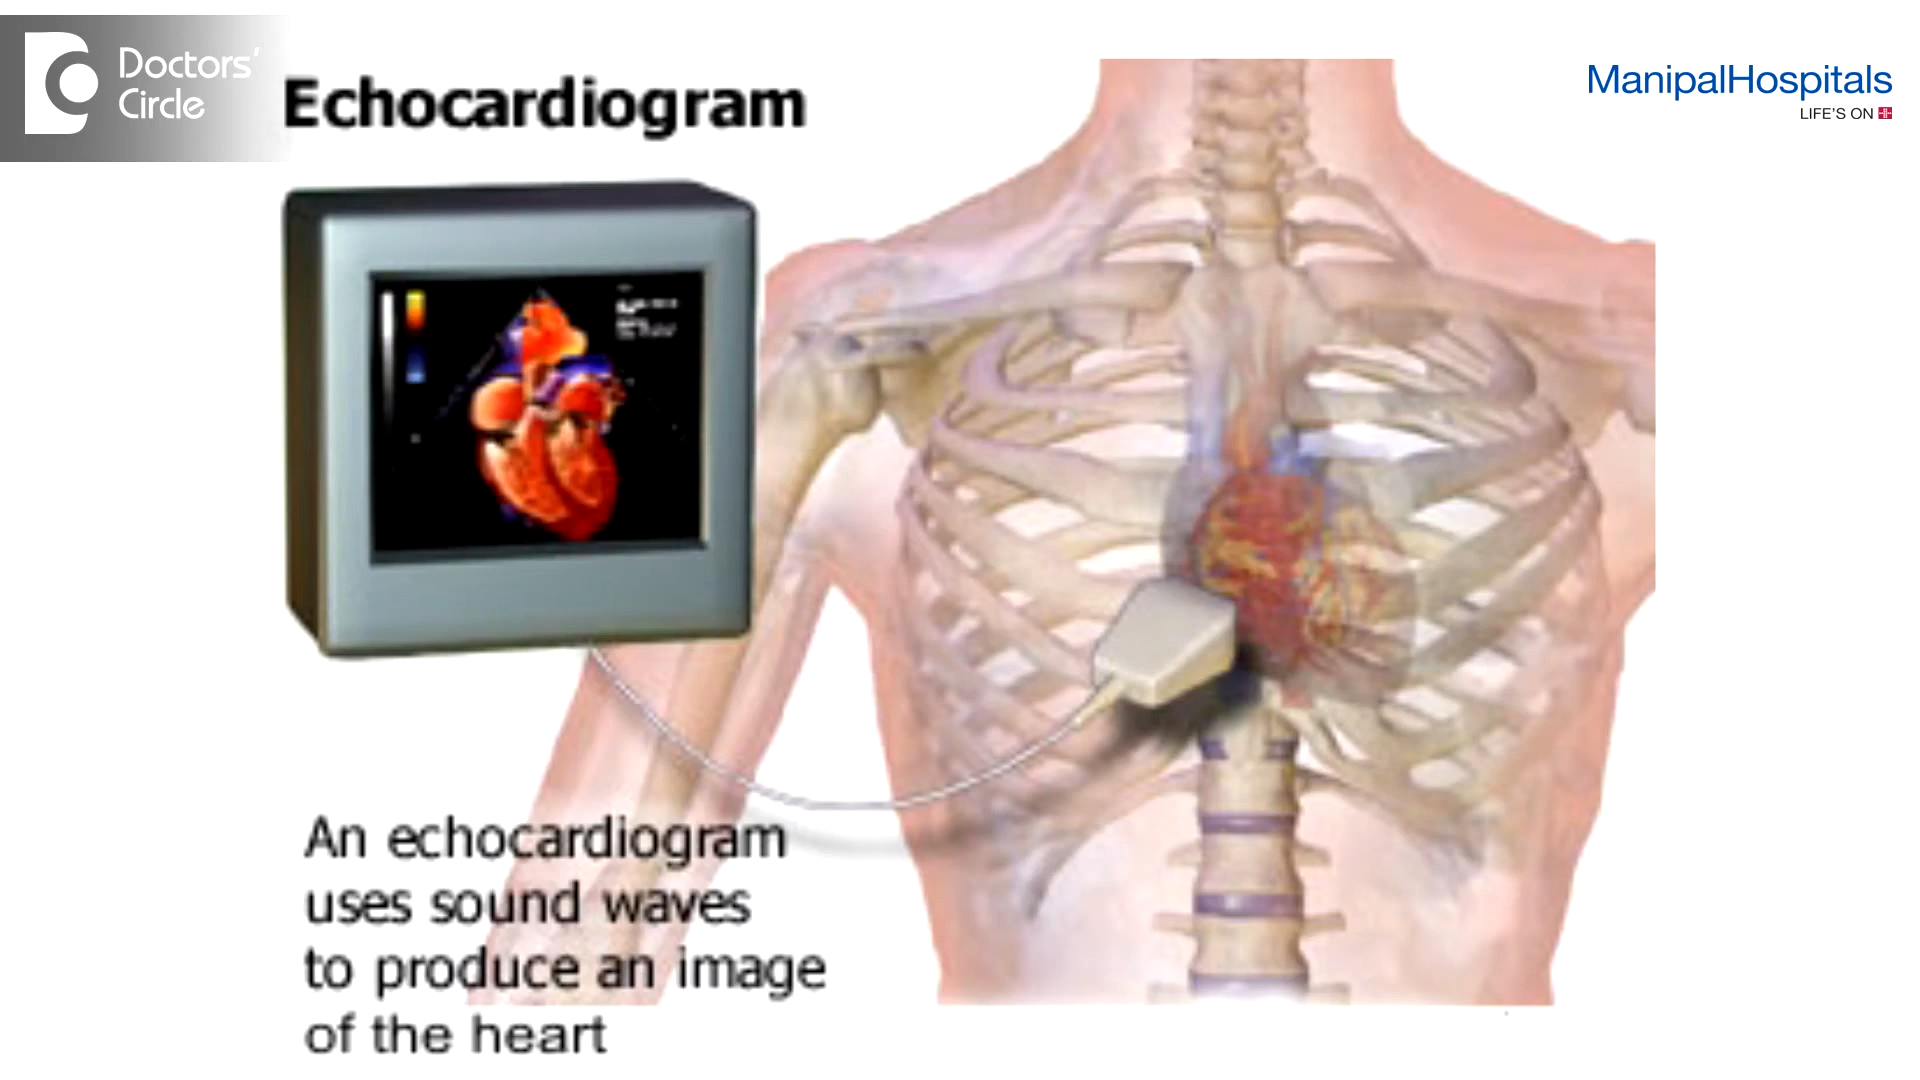 Doctors'
Circle
Echocardiogram
ManipalHospitals
LIFE'S ON
An echocardiogram
uses sound waves
to produce an image
of the heart